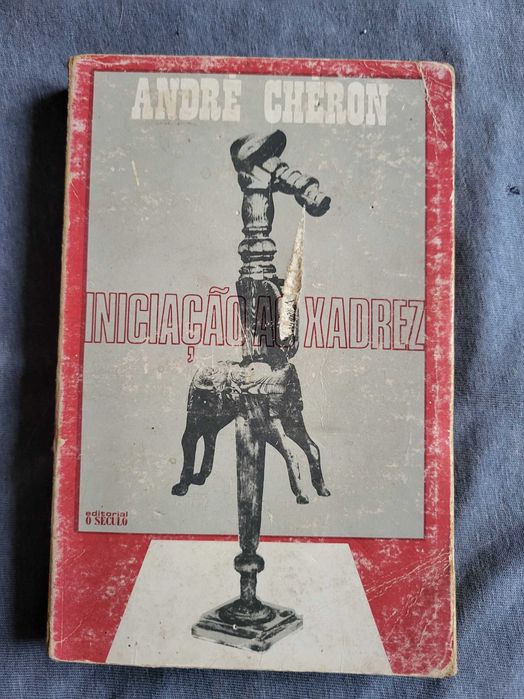 ANDRÉ CHÉRON
INICIAÇÃO AO XADREZ
editorial
O SÉCULO